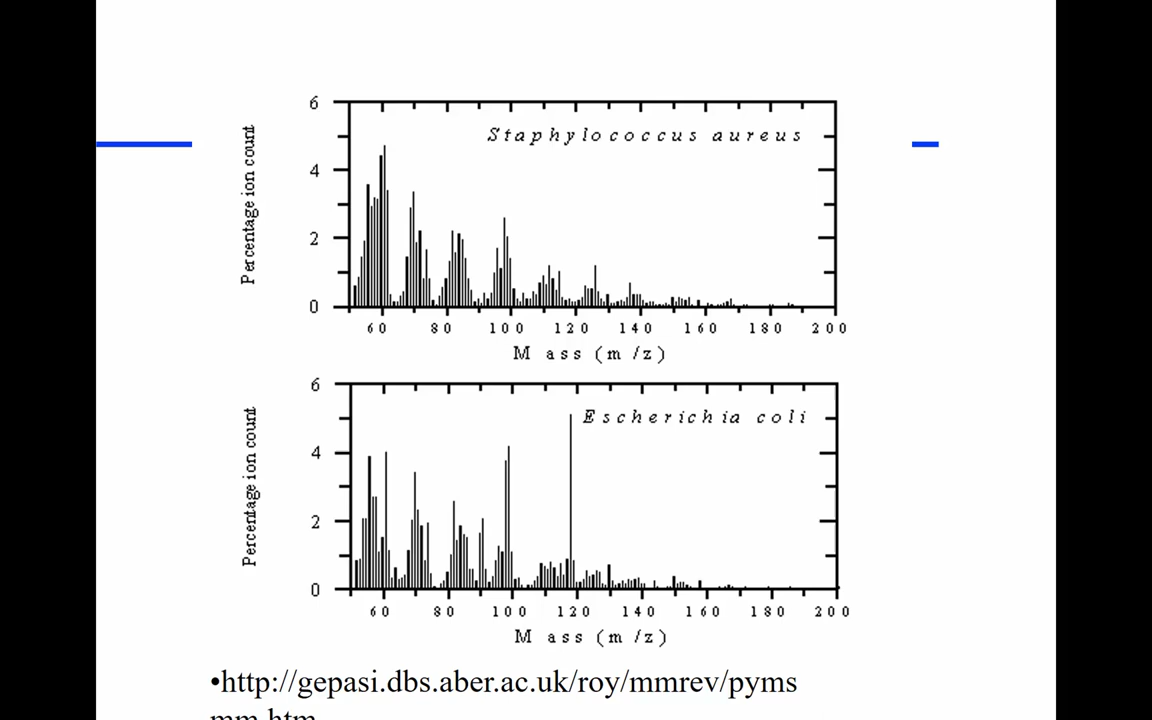 6
Staphylococcus aureus
4
2
0
Percentage ion count
60 80 100 120 140 160 180 200
Mass (m/z)
6
Escherichia coli
4
2
0
Percentage ion count
60 80 100 120 140 160 180 200
Mass (m/z)
•http://gepasi.dbs.aber.ac.uk/roy/mmrev/pyms
mm.htm